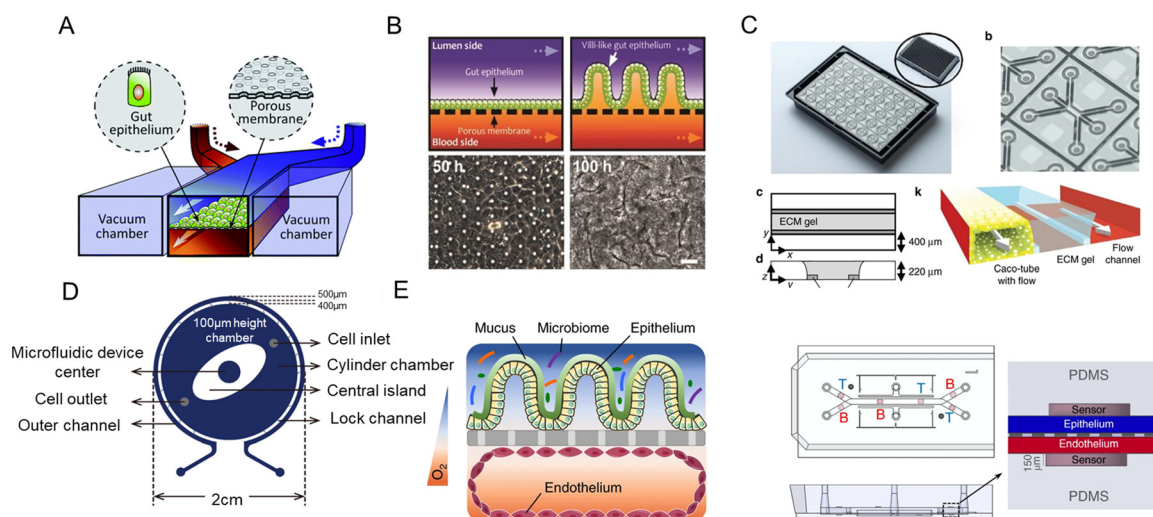 A
Gut
epithelium
Porous
membrane
Vacuum
chamber
Vacuum
chamber
B
Lumen side
Gut epithelium
Porous membrane
Blood side
Villi-like gut epithelium
50 h
100 h
C
b
c
ECM gel
y
x
400 μm
d
z
v
220 μm
k
Caco-tube
with flow
ECM gel
Flow
channel
D
500μm
400μm
100μm height
chamber
Microfluidic device
center
Cell outlet
Outer channel
Cell inlet
Cylinder chamber
Central island
Lock channel
2cm
E
Mucus
Microbiome
Epithelium
O2
Endothelium
T
T
B
B
B
T
PDMS
Sensor
Epithelium
Endothelium
150
μm
Sensor
PDMS